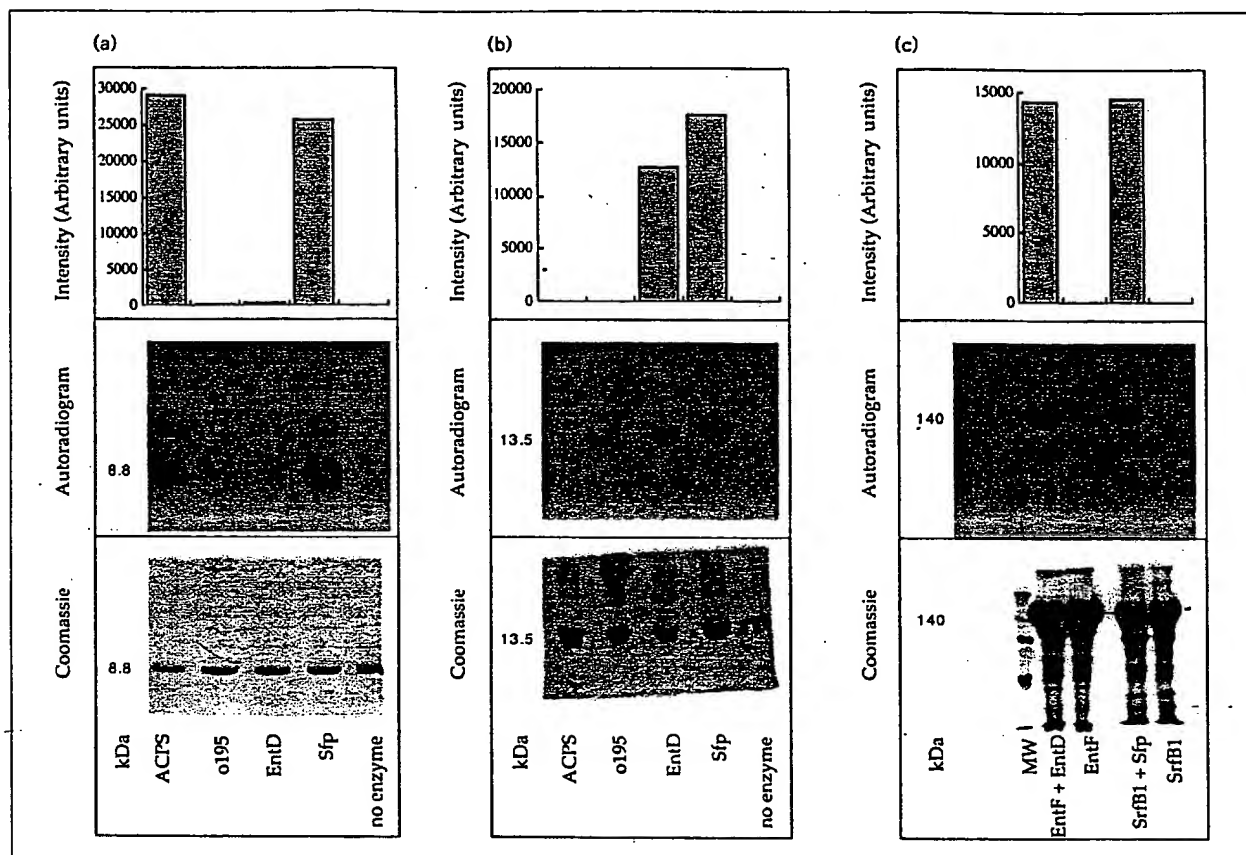 (a)
Intensity (Arbitrary units)
30000
25000
20000
15000
10000
5000
0
Autoradiogram
8.8
Coomassie
8.8
kDa
ACPS
o195
EntD
Sfp
no enzyme
(b)
Intensity (Arbitrary units)
20000
15000
10000
5000
0
Autoradiogram
13.5
Coomassie
13.5
kDa
ACPS
o195
EntD
Sfp
no enzyme
(c)
Intensity (Arbitrary units)
15000
10000
5000
0
Autoradiogram
140
Coomassie
140
kDa
MW
EntF + EntD
EntF
SrfB1 + Sfp
SrfB1